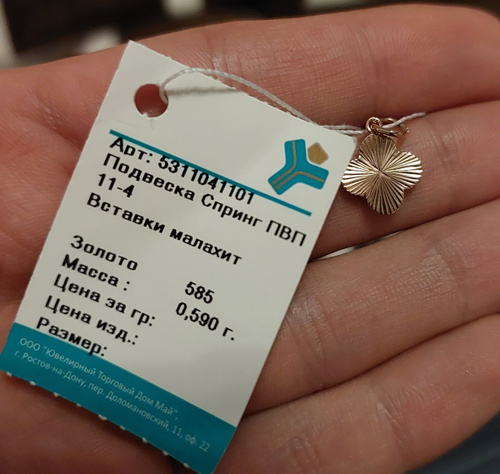 Арт: 5311041101
Подвеска Спринг ПВП
11-4
Вставки малахит
Золото 585
Масса : 0,590 г.
Цена за гр:
Цена изд.:
Размер:
ООО "Ювелирный Торговый Дом Май",
г. Ростов-на-Дону, пер. Доломановский, 11, оф. 22